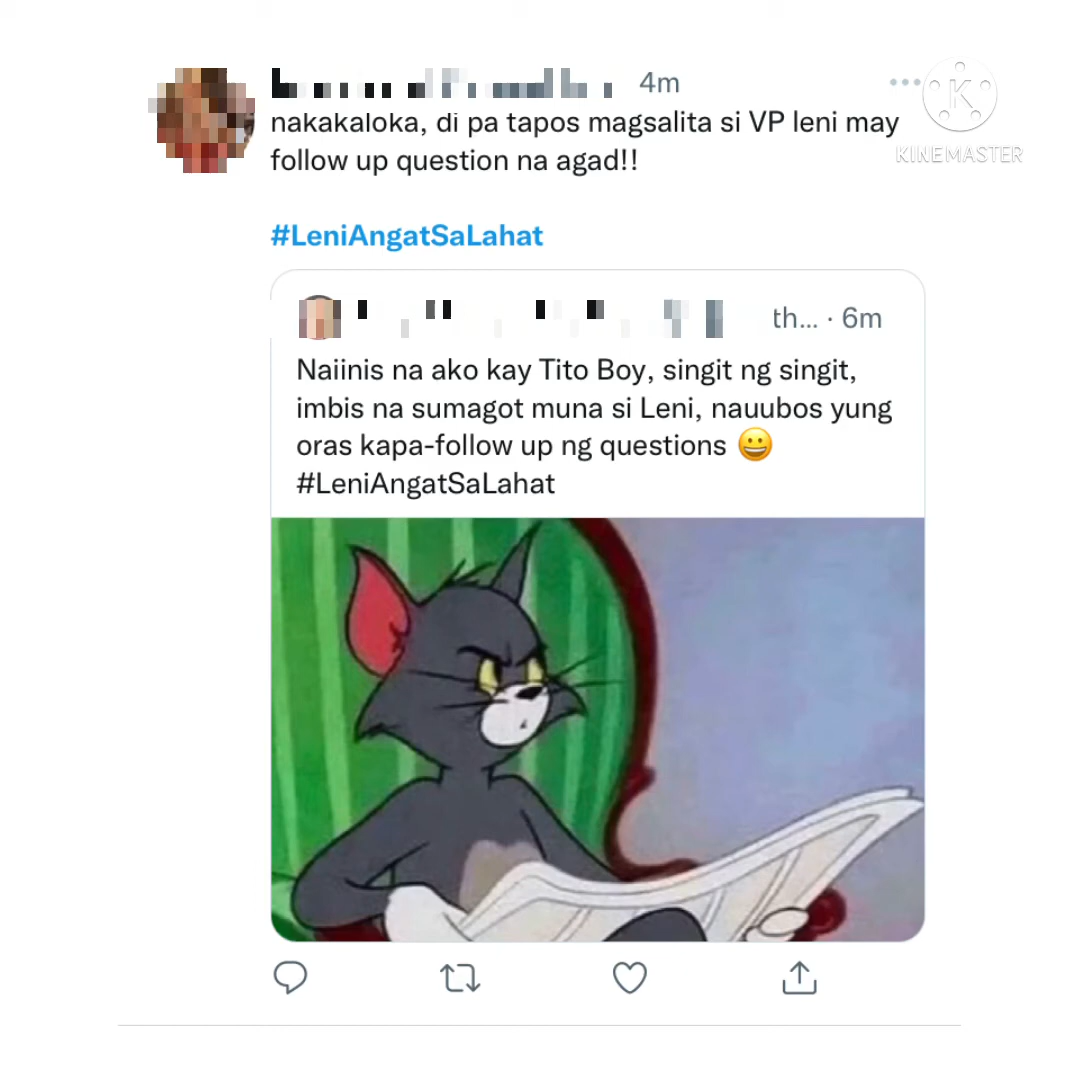 4m
nakakaloka, di pa tapos magsalita si VP leni may
follow up question na agad!!
#LeniAngatSaLahat
th... · 6m
Naiinis na ako kay Tito Boy, singit ng singit,
imbis na sumagot muna si Leni, nauubos yung
oras kapa-follow up ng questions 😀
#LeniAngatSaLahat
K
KINEMASTER